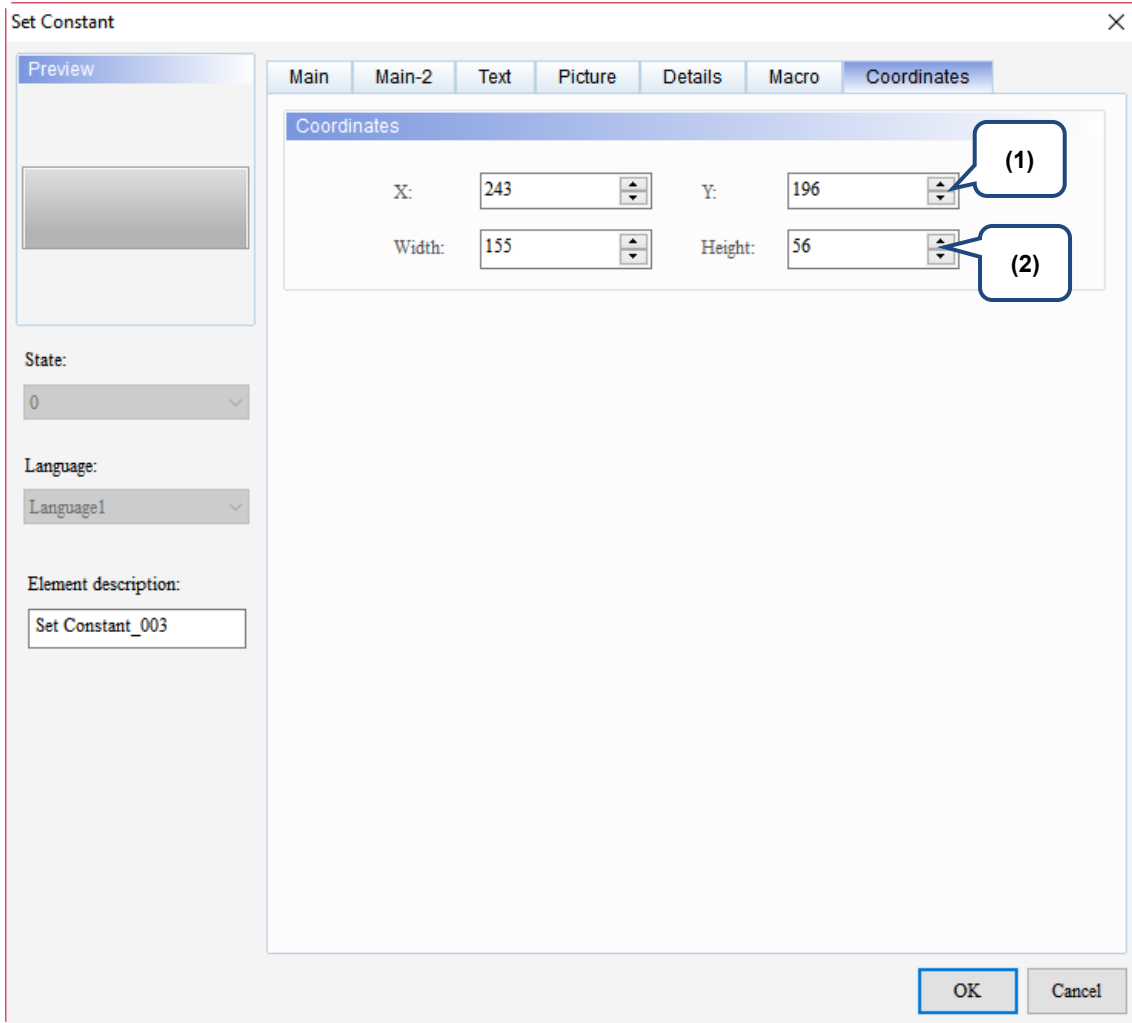 Set Constant
Preview
Main Main-2 Text Picture Details Macro Coordinates
Coordinates
(1)
X: 243 Y: 196
Width: 155 Height: 56
(2)
State:
0
Language:
Language1
Element description:
Set Constant_003
OK Cancel